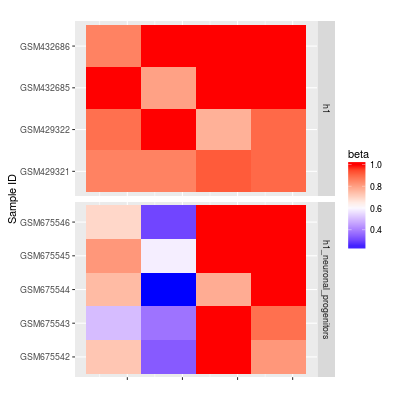 GSM432686
GSM432685
GSM429322
GSM429321
h1
GSM675546
GSM675545
GSM675544
GSM675543
GSM675542
h1_neuronal_progenitors
Sample ID
beta
1.0
0.8
0.6
0.4